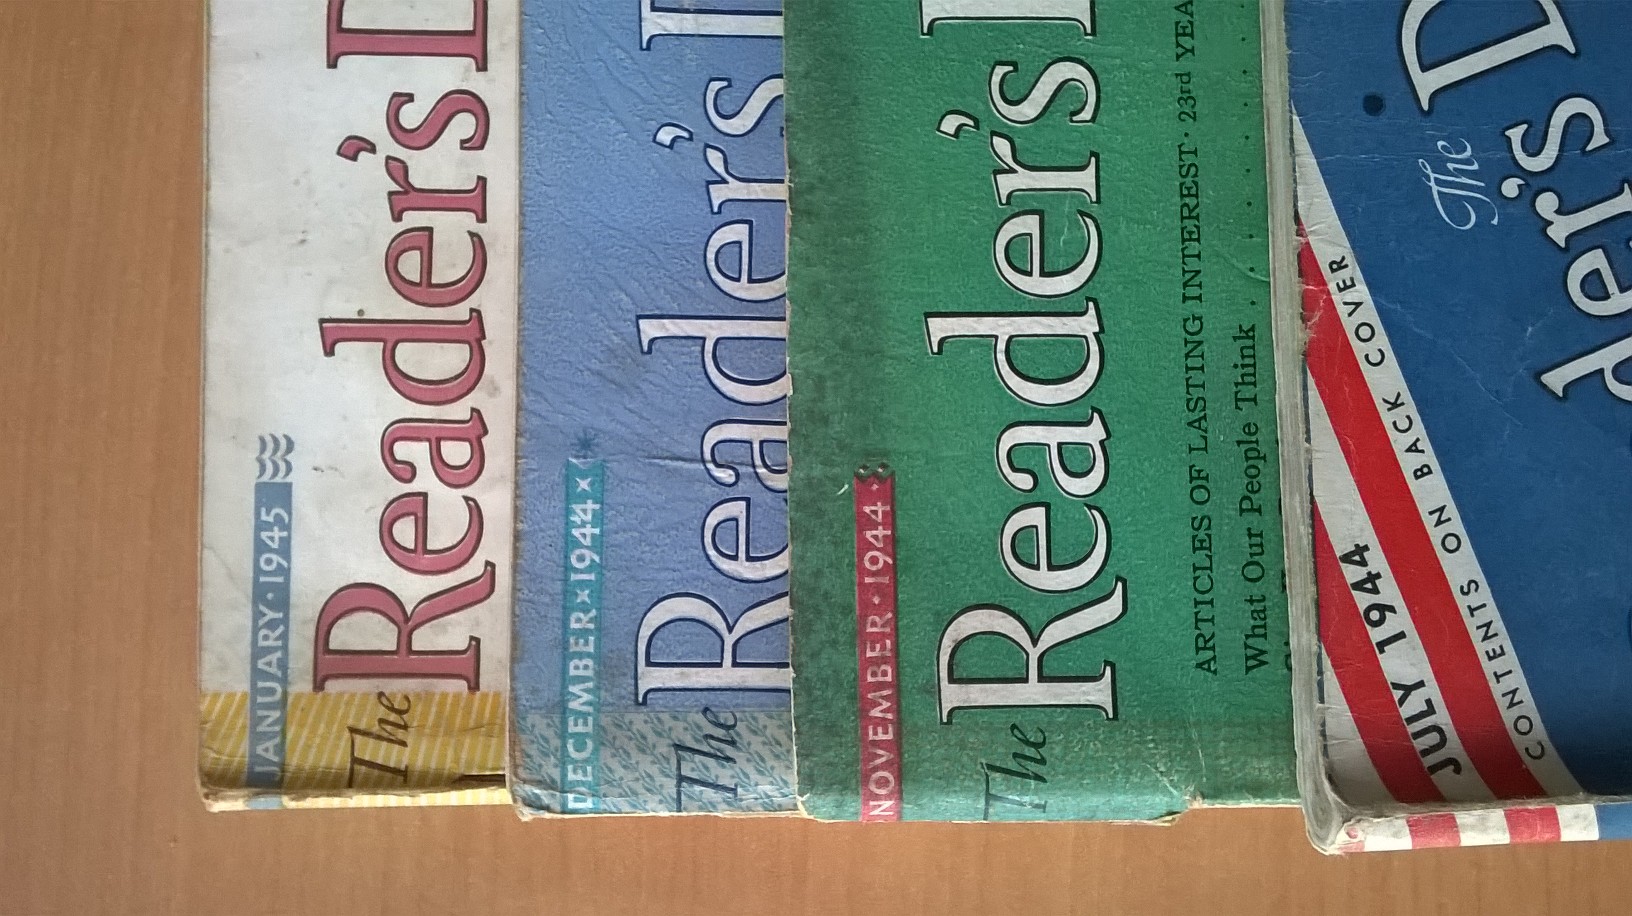 JANUARY · 1945
The Reader's D
DECEMBER × 1944 ×
The Reader's D
NOVEMBER · 1944 ·
The Reader's D
ARTICLES OF LASTING INTEREST · 23rd YEA
What Our People Think . . . . . .
JULY 1944
CONTENTS ON BACK COVER
The
der's D